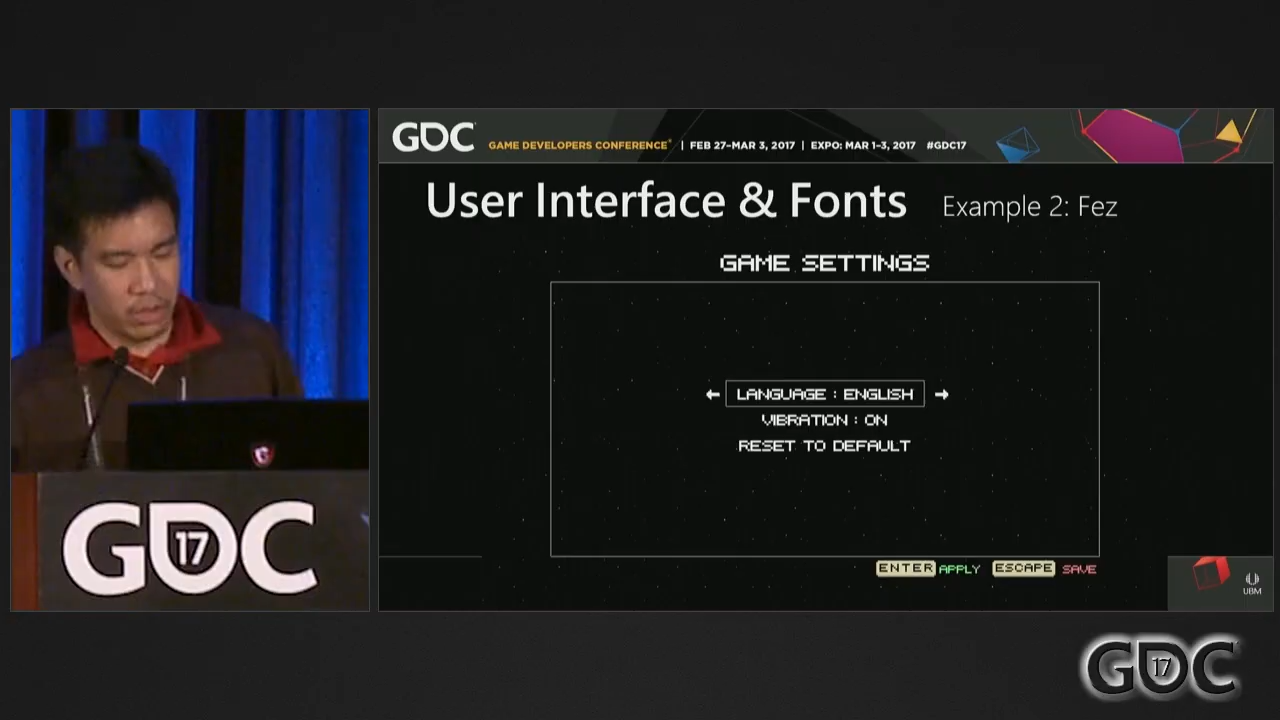 GDC
GAME DEVELOPERS CONFERENCE | FEB 27-MAR 3, 2017 | EXPO: MAR 1-3, 2017 #GDC17
User Interface & Fonts Example 2: Fez
GAME SETTINGS
LANGUAGE : ENGLISH
VIBRATION : ON
RESET TO DEFAULT
ENTER APPLY ESCAPE SAVE
UBM
GDC 17
GDC 17